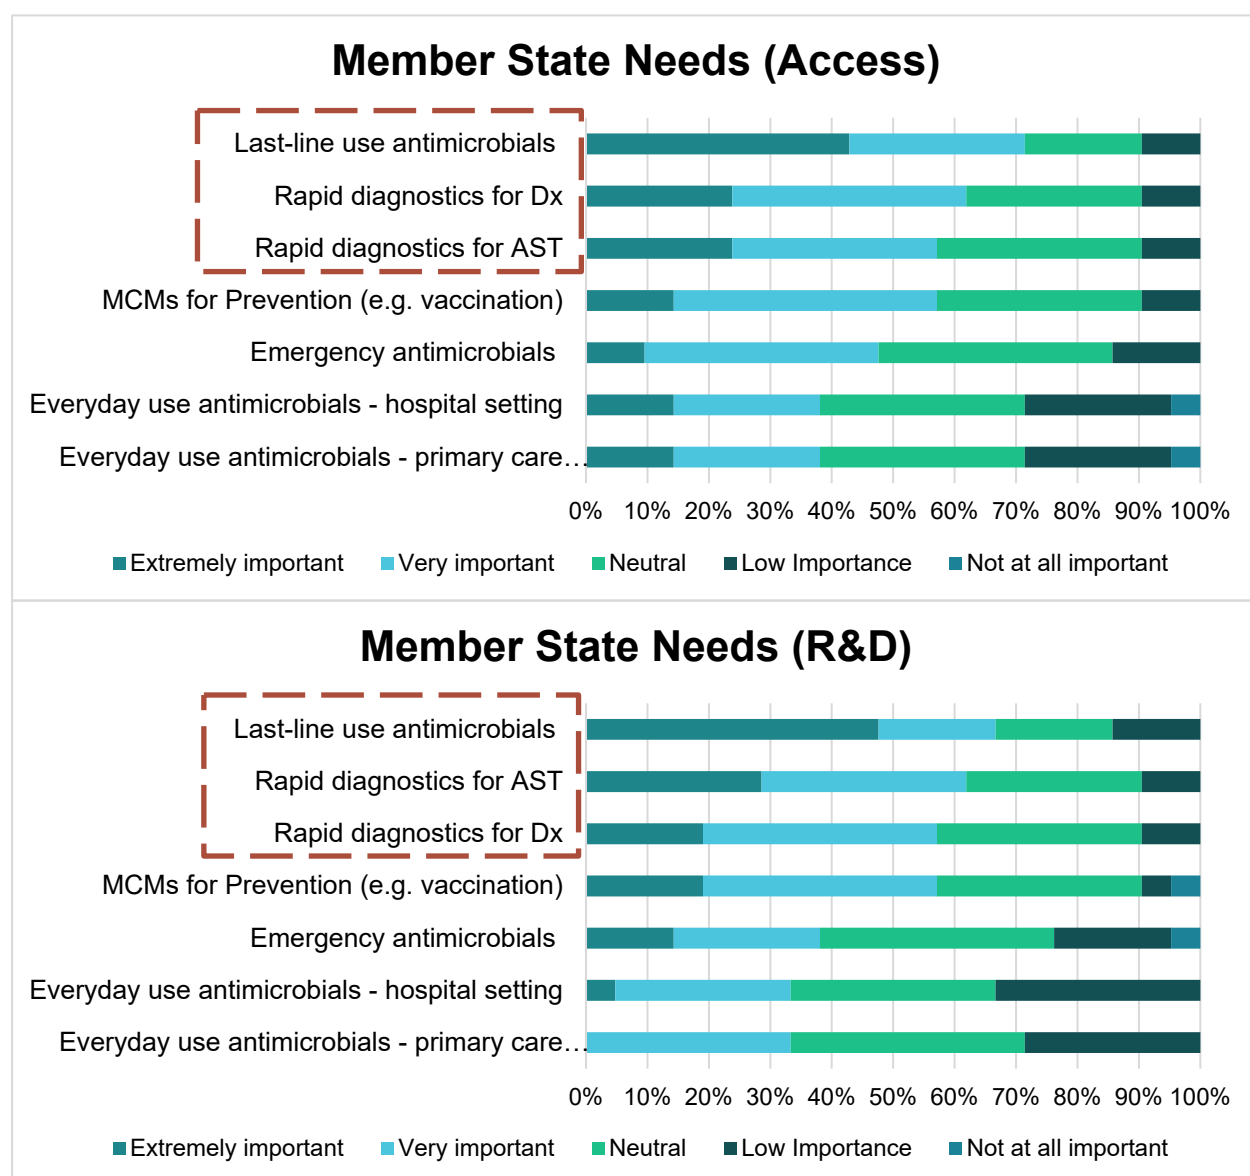 Member State Needs (Access)
Last-line use antimicrobials
Rapid diagnostics for Dx
Rapid diagnostics for AST
MCMs for Prevention (e.g. vaccination)
Emergency antimicrobials
Everyday use antimicrobials - hospital setting
Everyday use antimicrobials - primary care…
0% 10% 20% 30% 40% 50% 60% 70% 80% 90% 100%
Extremely important Very important Neutral Low Importance Not at all important
Member State Needs (R&D)
Last-line use antimicrobials
Rapid diagnostics for AST
Rapid diagnostics for Dx
MCMs for Prevention (e.g. vaccination)
Emergency antimicrobials
Everyday use antimicrobials - hospital setting
Everyday use antimicrobials - primary care…
0% 10% 20% 30% 40% 50% 60% 70% 80% 90% 100%
Extremely important Very important Neutral Low Importance Not at all important